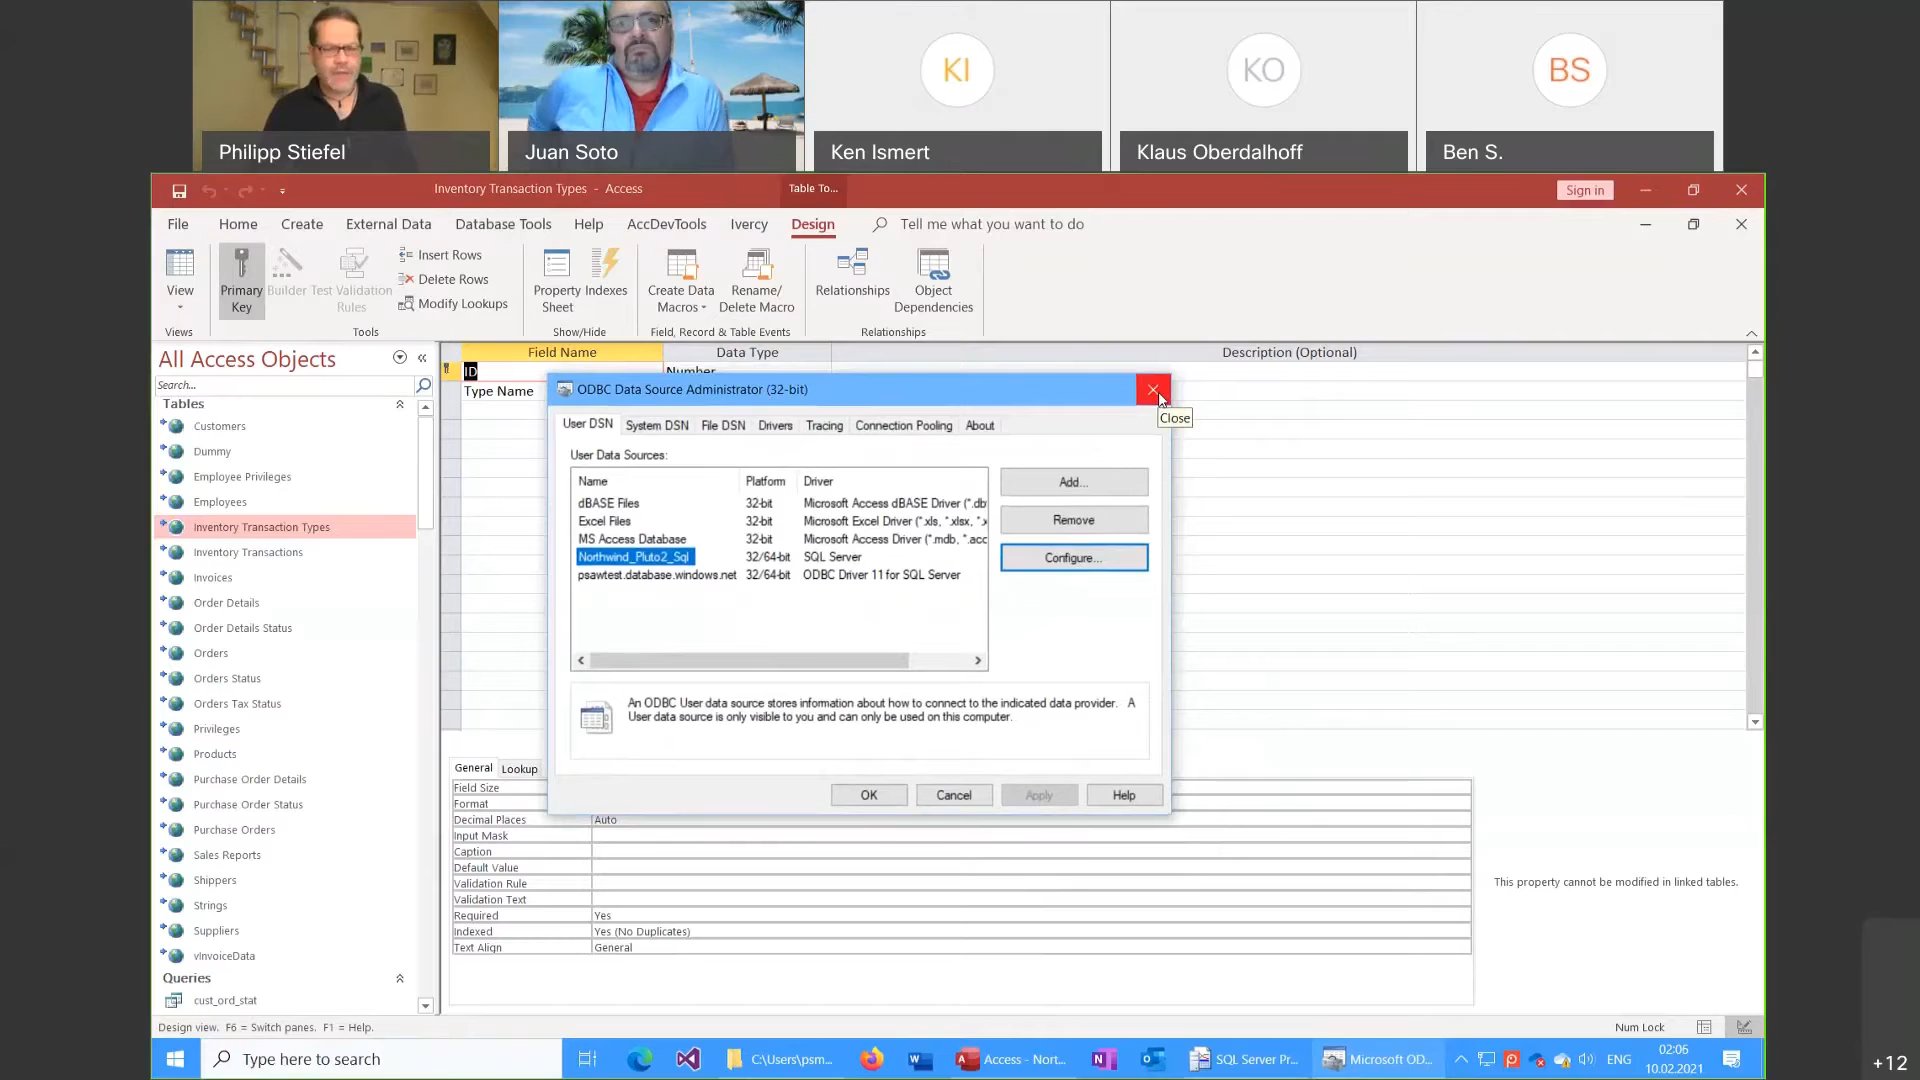 KI
KO
BS
Philipp Stiefel
Juan Soto
Ken Ismert
Klaus Oberdalhoff
Ben S.
Inventory Transaction Types - Access
Table To...
Sign in
File
Home
Create
External Data
Database Tools
Help
AccDevTools
Ivercy
Design
Tell me what you want to do
View
Primary Key
Builder
Test Validation Rules
Insert Rows
Delete Rows
Modify Lookups
Property Sheet
Indexes
Create Data Macros
Rename/ Delete Macro
Relationships
Object Dependencies
Views
Tools
Show/Hide
Field, Record & Table Events
Relationships
All Access Objects
Search...
Tables
Customers
Dummy
Employee Privileges
Employees
Inventory Transaction Types
Inventory Transactions
Invoices
Order Details
Order Details Status
Orders
Orders Status
Orders Tax Status
Privileges
Products
Purchase Order Details
Purchase Order Status
Purchase Orders
Sales Reports
Shippers
Strings
Suppliers
vInvoiceData
Queries
cust_ord_stat
Field Name
Data Type
Description (Optional)
ID
Number
Type Name
ODBC Data Source Administrator (32-bit)
Close
User DSN
System DSN
File DSN
Drivers
Tracing
Connection Pooling
About
User Data Sources:
Name Platform Driver
dBASE Files 32-bit Microsoft Access dBASE Driver (*.db
Excel Files 32-bit Microsoft Excel Driver (*.xls, *.xlsx, *.x
MS Access Database 32-bit Microsoft Access Driver (*.mdb, *.acc
Northwind_Pluto2_Sql 32/64-bit SQL Server
psawtest.database.windows.net 32/64-bit ODBC Driver 11 for SQL Server
Add...
Remove
Configure...
An ODBC User data source stores information about how to connect to the indicated data provider. A
User data source is only visible to you and can only be used on this computer.
OK
Cancel
Apply
Help
General
Lookup
Field Size
Format
Decimal Places Auto
Input Mask
Caption
Default Value
Validation Rule
Validation Text
Required Yes
Indexed Yes (No Duplicates)
Text Align General
This property cannot be modified in linked tables.
Design view. F6 = Switch panes. F1 = Help.
Num Lock
Type here to search
C:\Users\psm...
Access - Nort...
SQL Server Pr...
Microsoft OD...
ENG
02:06
10.02.2021
+12